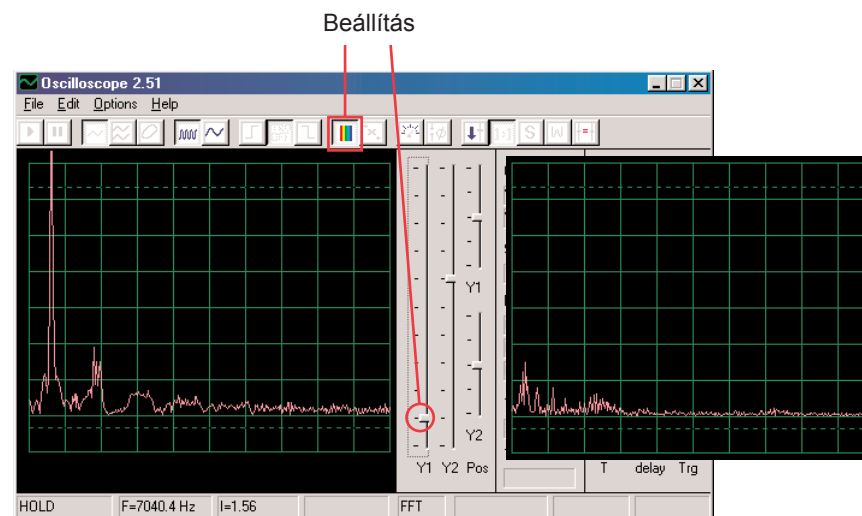 Beállítás
Oscilloscope 2.51
File Edit Options Help
Y1
Y2
Y1 Y2 Pos
T delay Trg
HOLD F=7040.4 Hz I=1.56 FFT